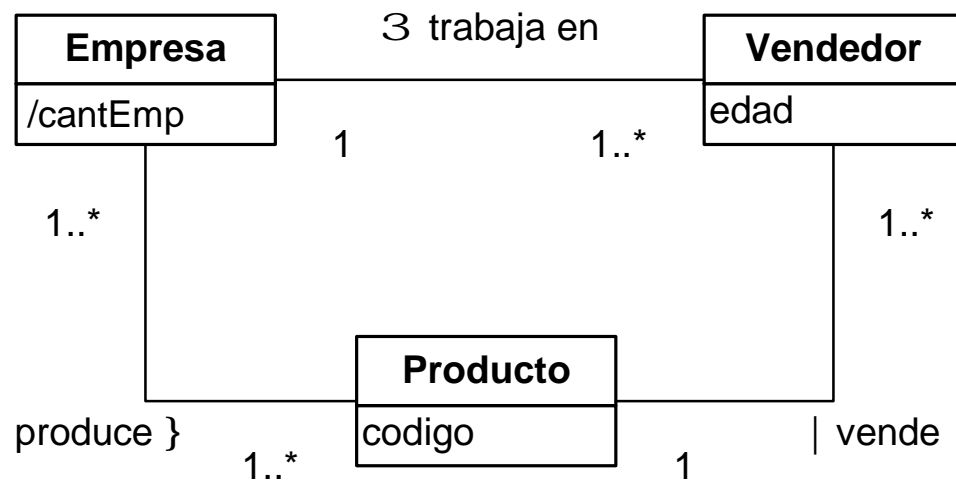 3 trabaja en
Empresa
Vendedor
/cantEmp
edad
1
1..*
1..*
1..*
Producto
codigo
produce }
| vende
1..*
1